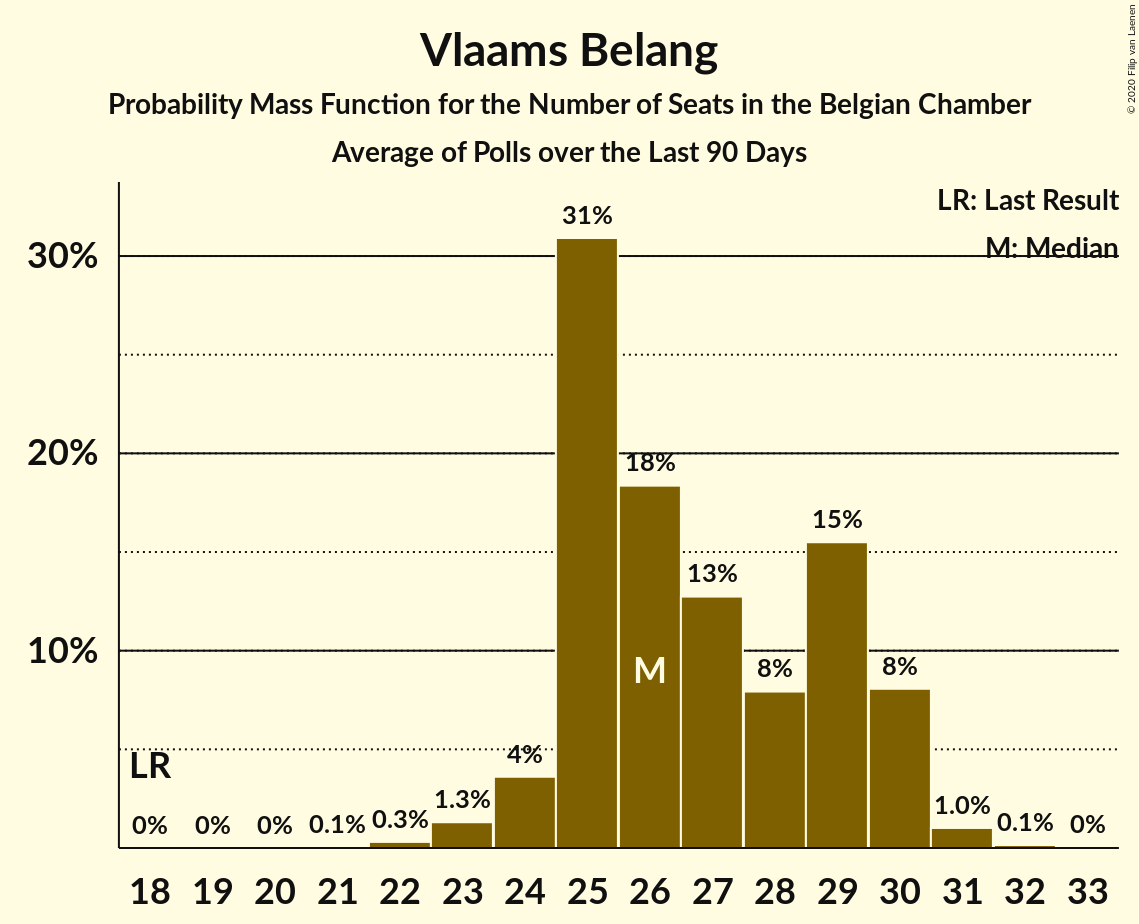 Vlaams Belang
Probability Mass Function for the Number of Seats in the Belgian Chamber
Average of Polls over the Last 90 Days
© 2020 Filip van Laenen
LR: Last Result
M: Median
31%
30%
20%
18%
15%
13%
10%
M
8%
8%
4%
LR
1.3%
1.0%
0% 0% 0% 0.1% 0.3% 0.1% 0%
18 19 20 21 22 23 24 25 26 27 28 29 30 31 32 33